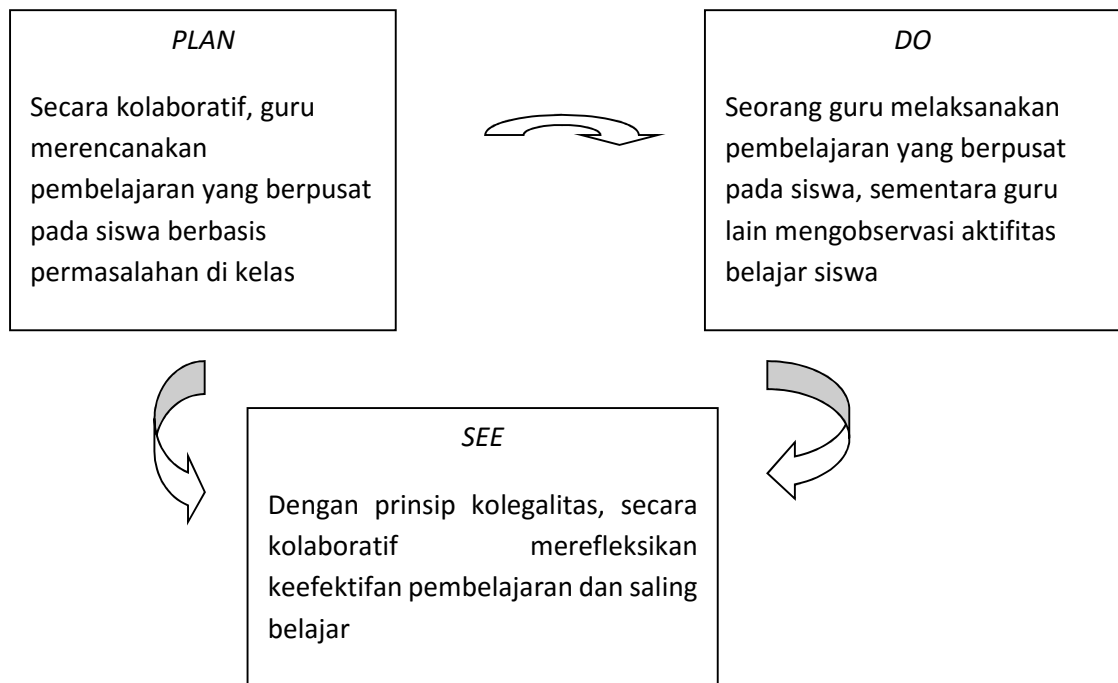 PLAN
Secara kolaboratif, guru
merencanakan
pembelajaran yang berpusat
pada siswa berbasis
permasalahan di kelas
DO
Seorang guru melaksanakan
pembelajaran yang berpusat
pada siswa, sementara guru
lain mengobservasi aktifitas
belajar siswa
SEE
Dengan prinsip kolegalitas, secara
kolaboratif merefleksikan
keefektifan pembelajaran dan saling
belajar